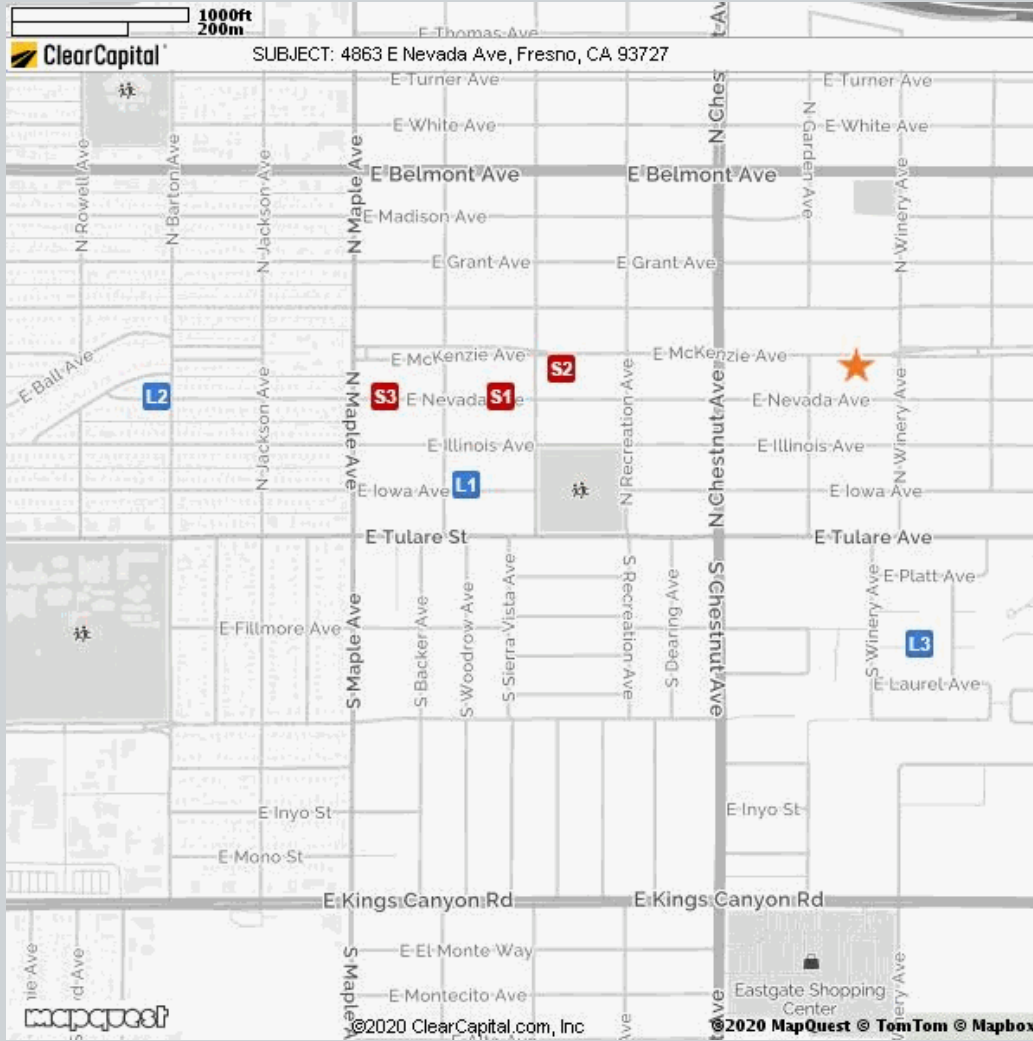 1000ft
200m
E Thomas Ave
ClearCapital
SUBJECT: 4863 E Nevada Ave, Fresno, CA 93727
E Turner Ave
E Turner Ave
E White Ave
E White Ave
N Ches
N Garden Ave
N Rowell Ave
N Barton Ave
N Jackson Ave
N Maple Ave
E Belmont Ave
E Belmont Ave
N Winery Ave
E Madison Ave
E Grant Ave
E Grant Ave
E McKenzie Ave
E McKenzie Ave
E Ball Ave
S2
L2
S3
E Nevada
S1
E Nevada Ave
N Jackson Ave
N Maple Ave
N Recreation Ave
N Chestnut Ave
N Winery Ave
E Illinois Ave
E Illinois Ave
E Iowa Ave
L1
E Iowa Ave
E Tulare St
E Tulare Ave
E Platt Ave
E Fillmore Ave
S Maple Ave
S Backer Ave
S Woodrow Ave
S Sierra Vista Ave
S Recreation Ave
S Dearing Ave
S Chestnut Ave
S Winery Ave
L3
E Laurel Ave
E Inyo St
E Inyo St
E Mono St
E Kings Canyon Rd
E Kings Canyon Rd
E El Monte Way
S Maple
E Montecito Ave
Eastgate Shopping
Center
mapquest
©2020 ClearCapital.com, Inc
©2020 MapQuest © TomTom © Mapbox